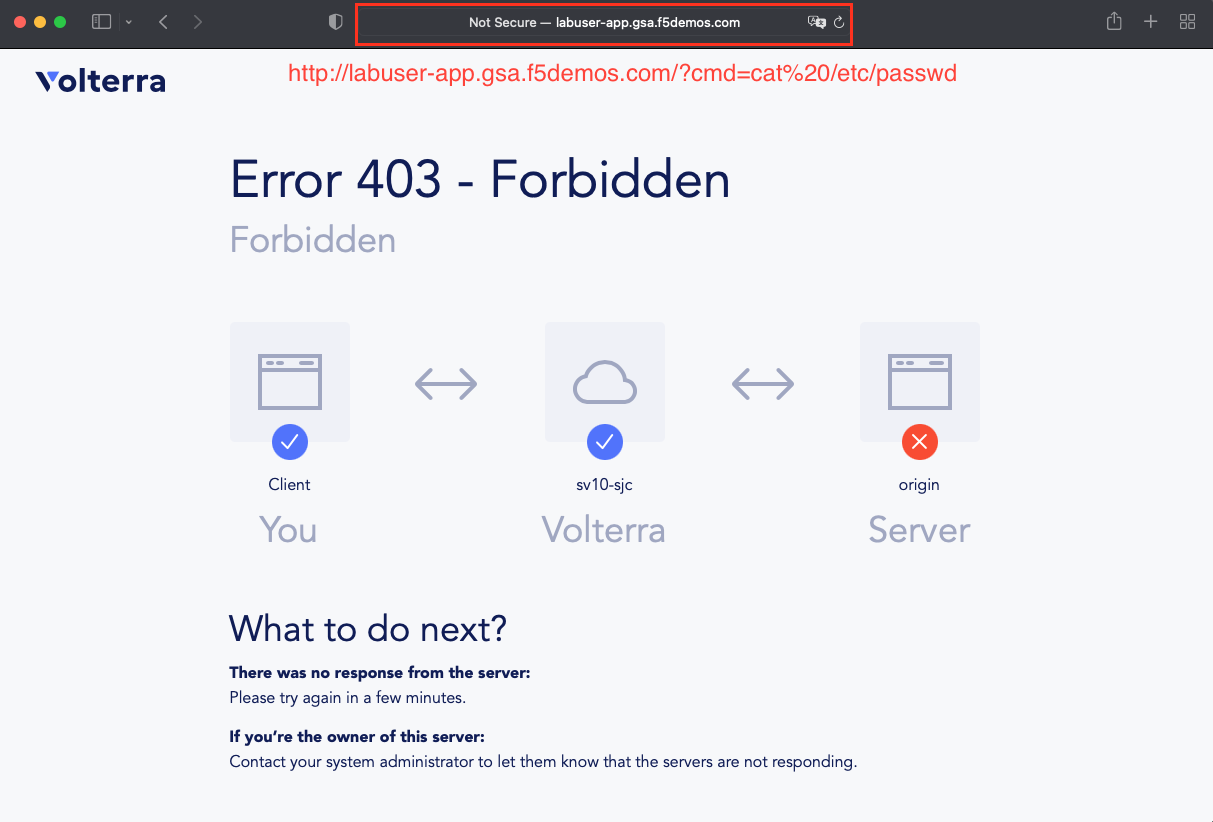 Not Secure — labuser-app.gsa.f5demos.com
Volterra
http://labuser-app.gsa.f5demos.com/?cmd=cat%20/etc/passwd
Error 403 - Forbidden
Forbidden
Client
sv10-sjc
origin
You
Volterra
Server
What to do next?
There was no response from the server:
Please try again in a few minutes.
If you’re the owner of this server:
Contact your system administrator to let them know that the servers are not responding.